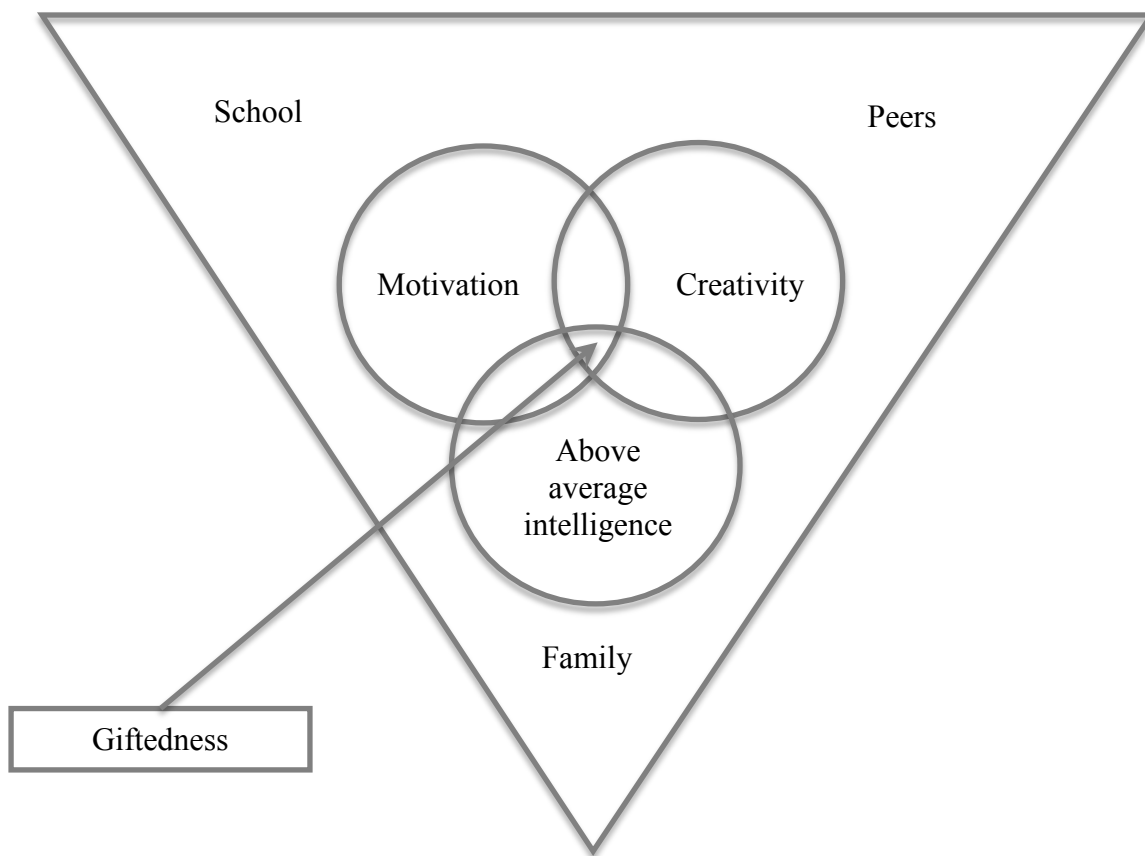 School
Peers
Motivation
Creativity
Above
average
intelligence
Family
Giftedness